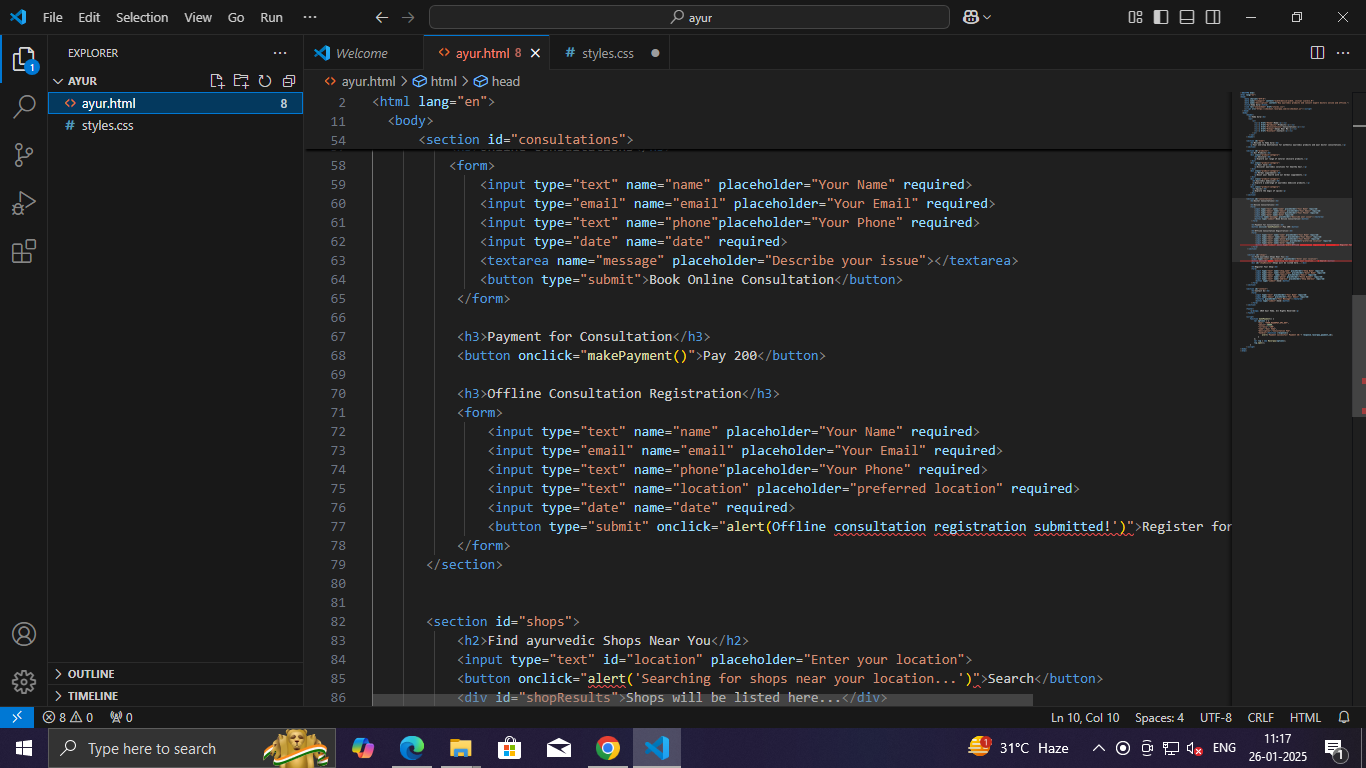 File Edit Selection View Go Run ··· ayur
EXPLORER ···
Welcome
ayur.html 8
styles.css
AYUR
ayur.html 8
styles.css
ayur.html > html > head
2 <html lang="en">
11 <body>
54 <section id="consultations">
58 <form>
59 <input type="text" name="name" placeholder="Your Name" required>
60 <input type="email" name="email" placeholder="Your Email" required>
61 <input type="text" name="phone"placeholder="Your Phone" required>
62 <input type="date" name="date" required>
63 <textarea name="message" placeholder="Describe your issue"></textarea>
64 <button type="submit">Book Online Consultation</button>
65 </form>
66
67 <h3>Payment for Consultation</h3>
68 <button onclick="makePayment()">Pay 200</button>
69
70 <h3>Offline Consultation Registration</h3>
71 <form>
72 <input type="text" name="name" placeholder="Your Name" required>
73 <input type="email" name="email" placeholder="Your Email" required>
74 <input type="text" name="phone"placeholder="Your Phone" required>
75 <input type="text" name="location" placeholder="preferred location" required>
76 <input type="date" name="date" required>
77 <button type="submit" onclick="alert(Offline consultation registration submitted!')">Register for
78 </form>
79 </section>
80
81
82 <section id="shops">
83 <h2>Find ayurvedic Shops Near You</h2>
84 <input type="text" id="location" placeholder="Enter your location">
85 <button onclick="alert('Searching for shops near your location...')">Search</button>
86 <div id="shopResults">Shops will be listed here...</div>
OUTLINE
TIMELINE
8 0 0 Ln 10, Col 10 Spaces: 4 UTF-8 CRLF HTML
Type here to search
31°C Haze
ENG
11:17
26-01-2025